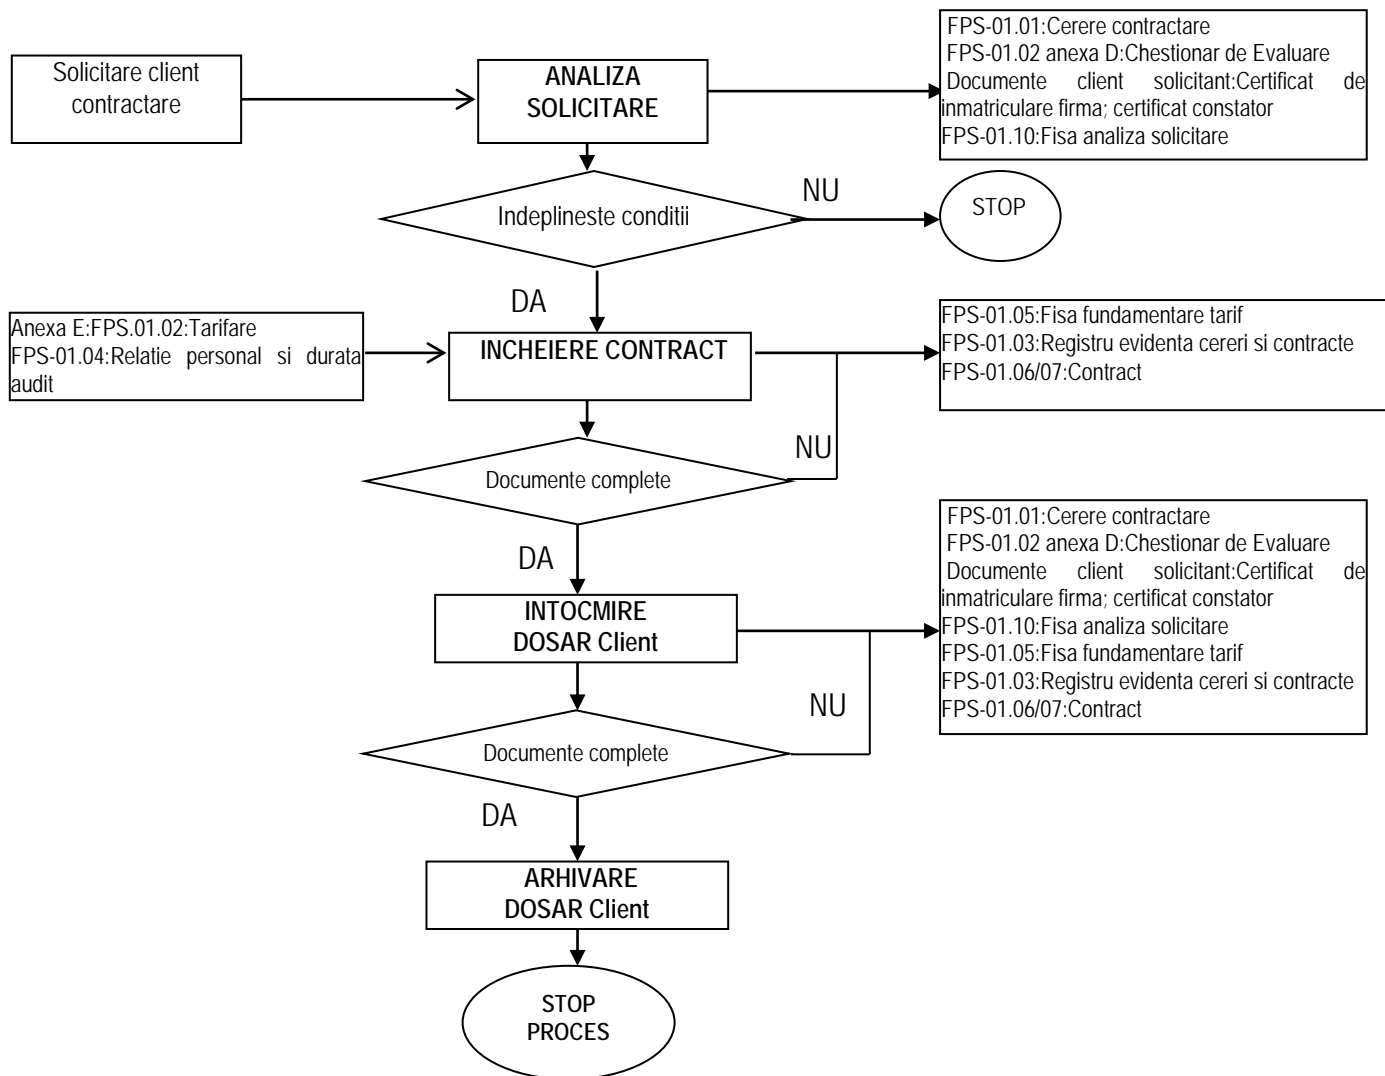 Solicitare client
contractare
ANALIZA
SOLICITARE
FPS-01.01:Cerere contractare
FPS-01.02 anexa D:Chestionar de Evaluare
Documente client solicitant:Certificat de
inmatriculare firma; certificat constator
FPS-01.10:Fisa analiza solicitare
Indeplineste conditii
NU
STOP
DA
Anexa E:FPS.01.02:Tarifare
FPS-01.04:Relatie personal si durata
audit
INCHEIERE CONTRACT
FPS-01.05:Fisa fundamentare tarif
FPS-01.03:Registru evidenta cereri si contracte
FPS-01.06/07:Contract
NU
Documente complete
DA
INTOCMIRE
DOSAR Client
FPS-01.01:Cerere contractare
FPS-01.02 anexa D:Chestionar de Evaluare
Documente client solicitant:Certificat de
inmatriculare firma; certificat constator
FPS-01.10:Fisa analiza solicitare
FPS-01.05:Fisa fundamentare tarif
FPS-01.03:Registru evidenta cereri si contracte
FPS-01.06/07:Contract
NU
Documente complete
DA
ARHIVARE
DOSAR Client
STOP
PROCES